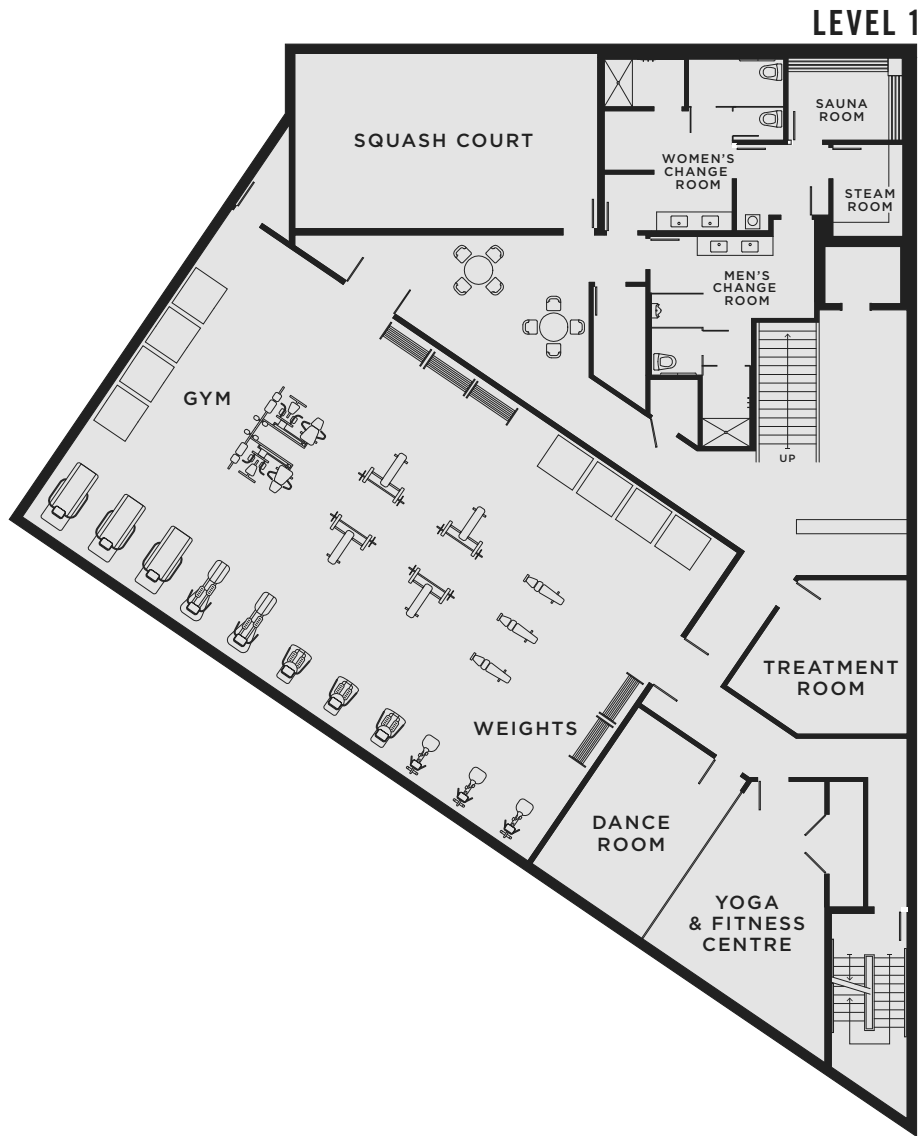 LEVEL 1
SQUASH COURT
SAUNA
ROOM
WOMEN'S
CHANGE
ROOM
STEAM
ROOM
MEN'S
CHANGE
ROOM
GYM
UP
TREATMENT
ROOM
WEIGHTS
DANCE
ROOM
YOGA
& FITNESS
CENTRE